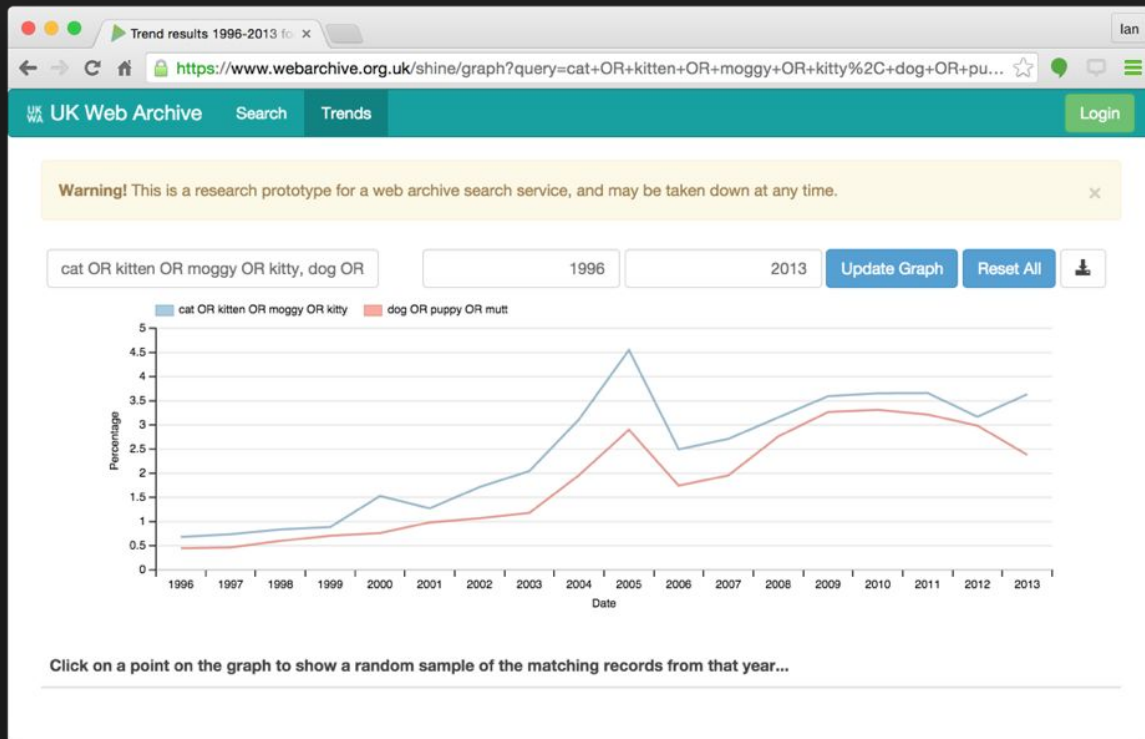 Trend results 1996-2013 fo
Ian
https://www.webarchive.org.uk/shine/graph?query=cat+OR+kitten+OR+moggy+OR+kitty%2C+dog+OR+pu...
UK WA UK Web Archive Search Trends Login
Warning! This is a research prototype for a web archive search service, and may be taken down at any time. ×
cat OR kitten OR moggy OR kitty, dog OR 1996 2013 Update Graph Reset All
cat OR kitten OR moggy OR kitty dog OR puppy OR mutt
5
4.5
4
3.5
3
2.5
2
1.5
1
0.5
0
Percentage
1996 1997 1998 1999 2000 2001 2002 2003 2004 2005 2006 2007 2008 2009 2010 2011 2012 2013
Date
Click on a point on the graph to show a random sample of the matching records from that year...